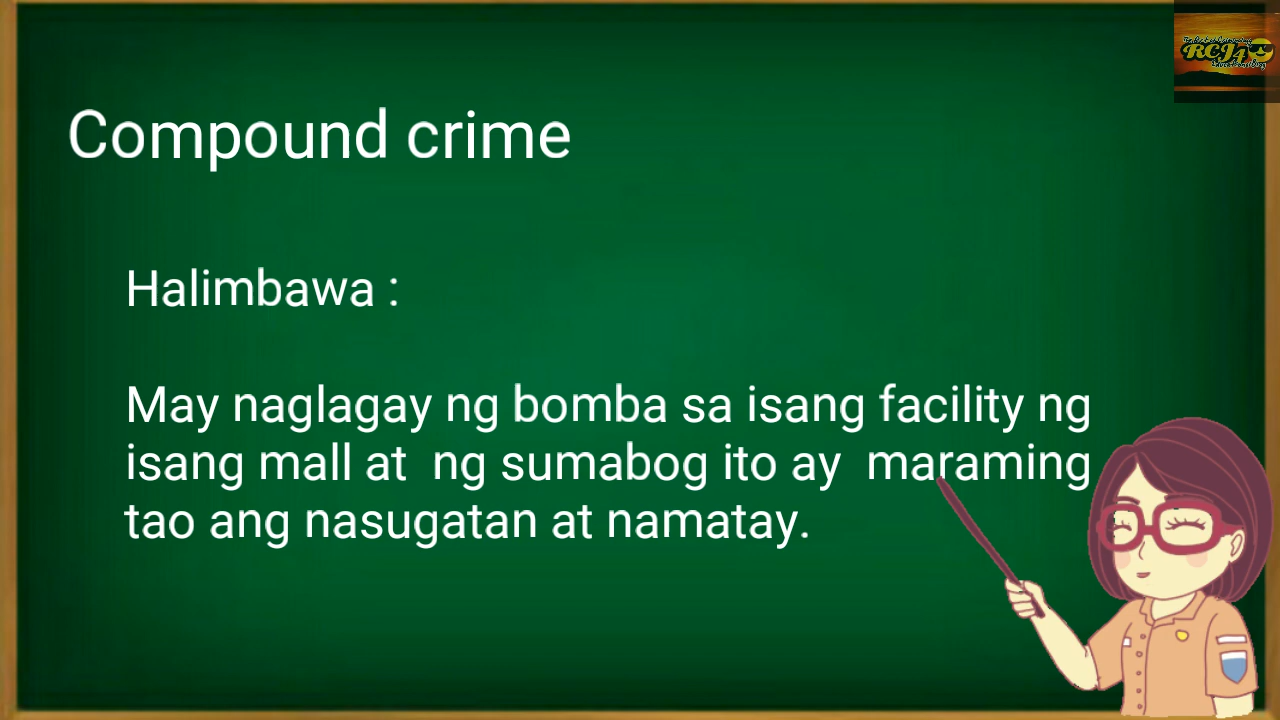 Compound crime
Halimbawa :
May naglagay ng bomba sa isang facility ng
isang mall at ng sumabog ito ay maraming
tao ang nasugatan at namatay.
RCJ4